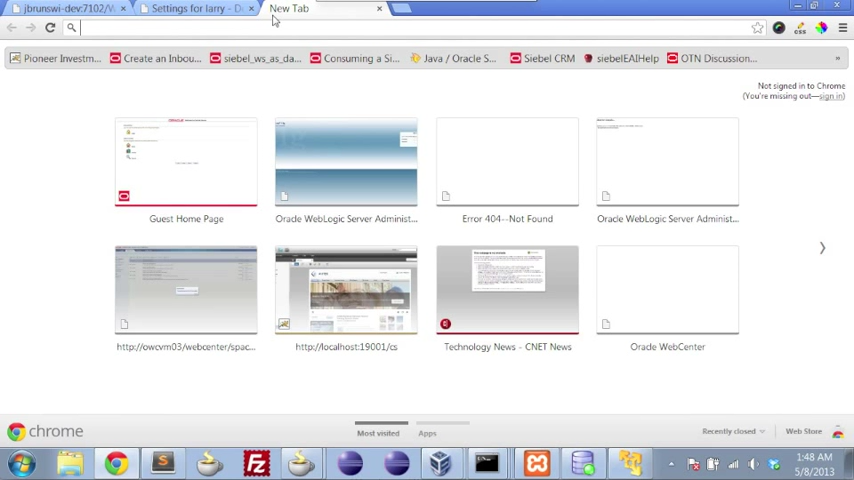 jbrunswi-dev:7102/W
Settings for larry - D
New Tab
Pioneer Investm... Create an Inbou... siebel_ws_as_da... Consuming a Si... Java / Oracle S... Siebel CRM siebelEAIHelp OTN Discussion... »
Not signed in to Chrome
(You're missing out—sign in)
Guest Home Page
Oracle WebLogic Server Administ...
Error 404--Not Found
Oracle WebLogic Server Administ...
http://owcvm03/webcenter/spac...
http://localhost:19001/cs
Technology News - CNET News
Oracle WebCenter
chrome
Most visited
Apps
Recently closed
Web Store
1:48 AM
5/8/2013